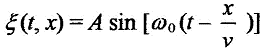 ξ(t, x) = A sin [ω₀(t − x/v)]